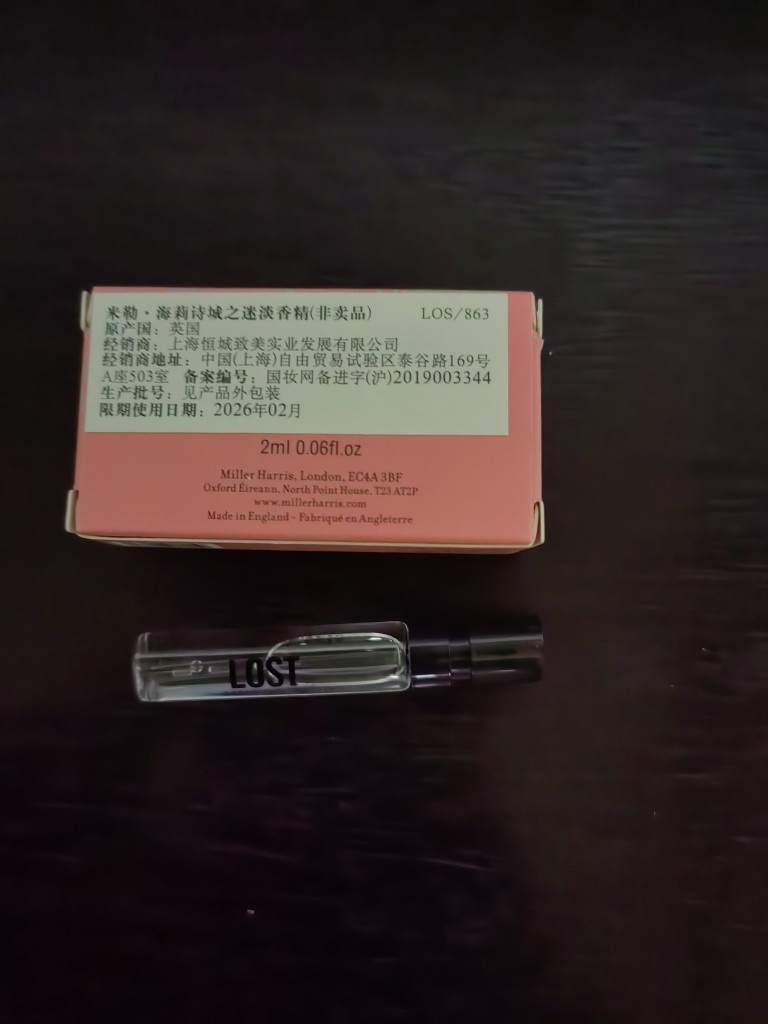 米勒·海莉诗城之迷淡香精(非卖品) LOS/863
原产国：英国
经销商：上海恒城致美实业发展有限公司
经销商地址：中国(上海)自由贸易试验区泰谷路169号
A座503室 备案编号：国妆网备进字(沪)2019003344
生产批号：见产品外包装
限期使用日期：2026年02月
2ml 0.06fl.oz
Miller Harris, London, EC4A 3BF
Oxford Éireann, North Point House, T23 AT2P
www.millerharris.com
Made in England - Fabriqué en Angleterre
LOST